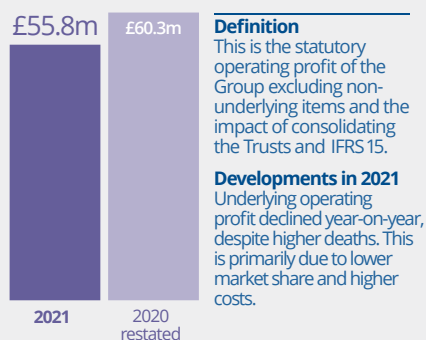 £55.8m
£60.3m
2021
2020
restated
Definition
This is the statutory
operating profit of the
Group excluding non-
underlying items and the
impact of consolidating
the Trusts and IFRS 15.
Developments in 2021
Underlying operating
profit declined year-on-year,
despite higher deaths. This
is primarily due to lower
market share and higher
costs.